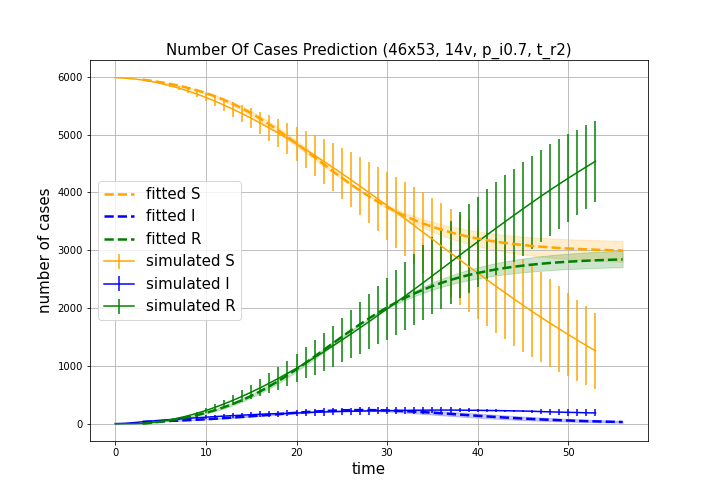 Number Of Cases Prediction (46x53, 14v, p_i0.7, t_r2)
6000
5000
4000
3000
2000
1000
0
number of cases
fitted S
fitted I
fitted R
simulated S
simulated I
simulated R
0 10 20 30 40 50
time